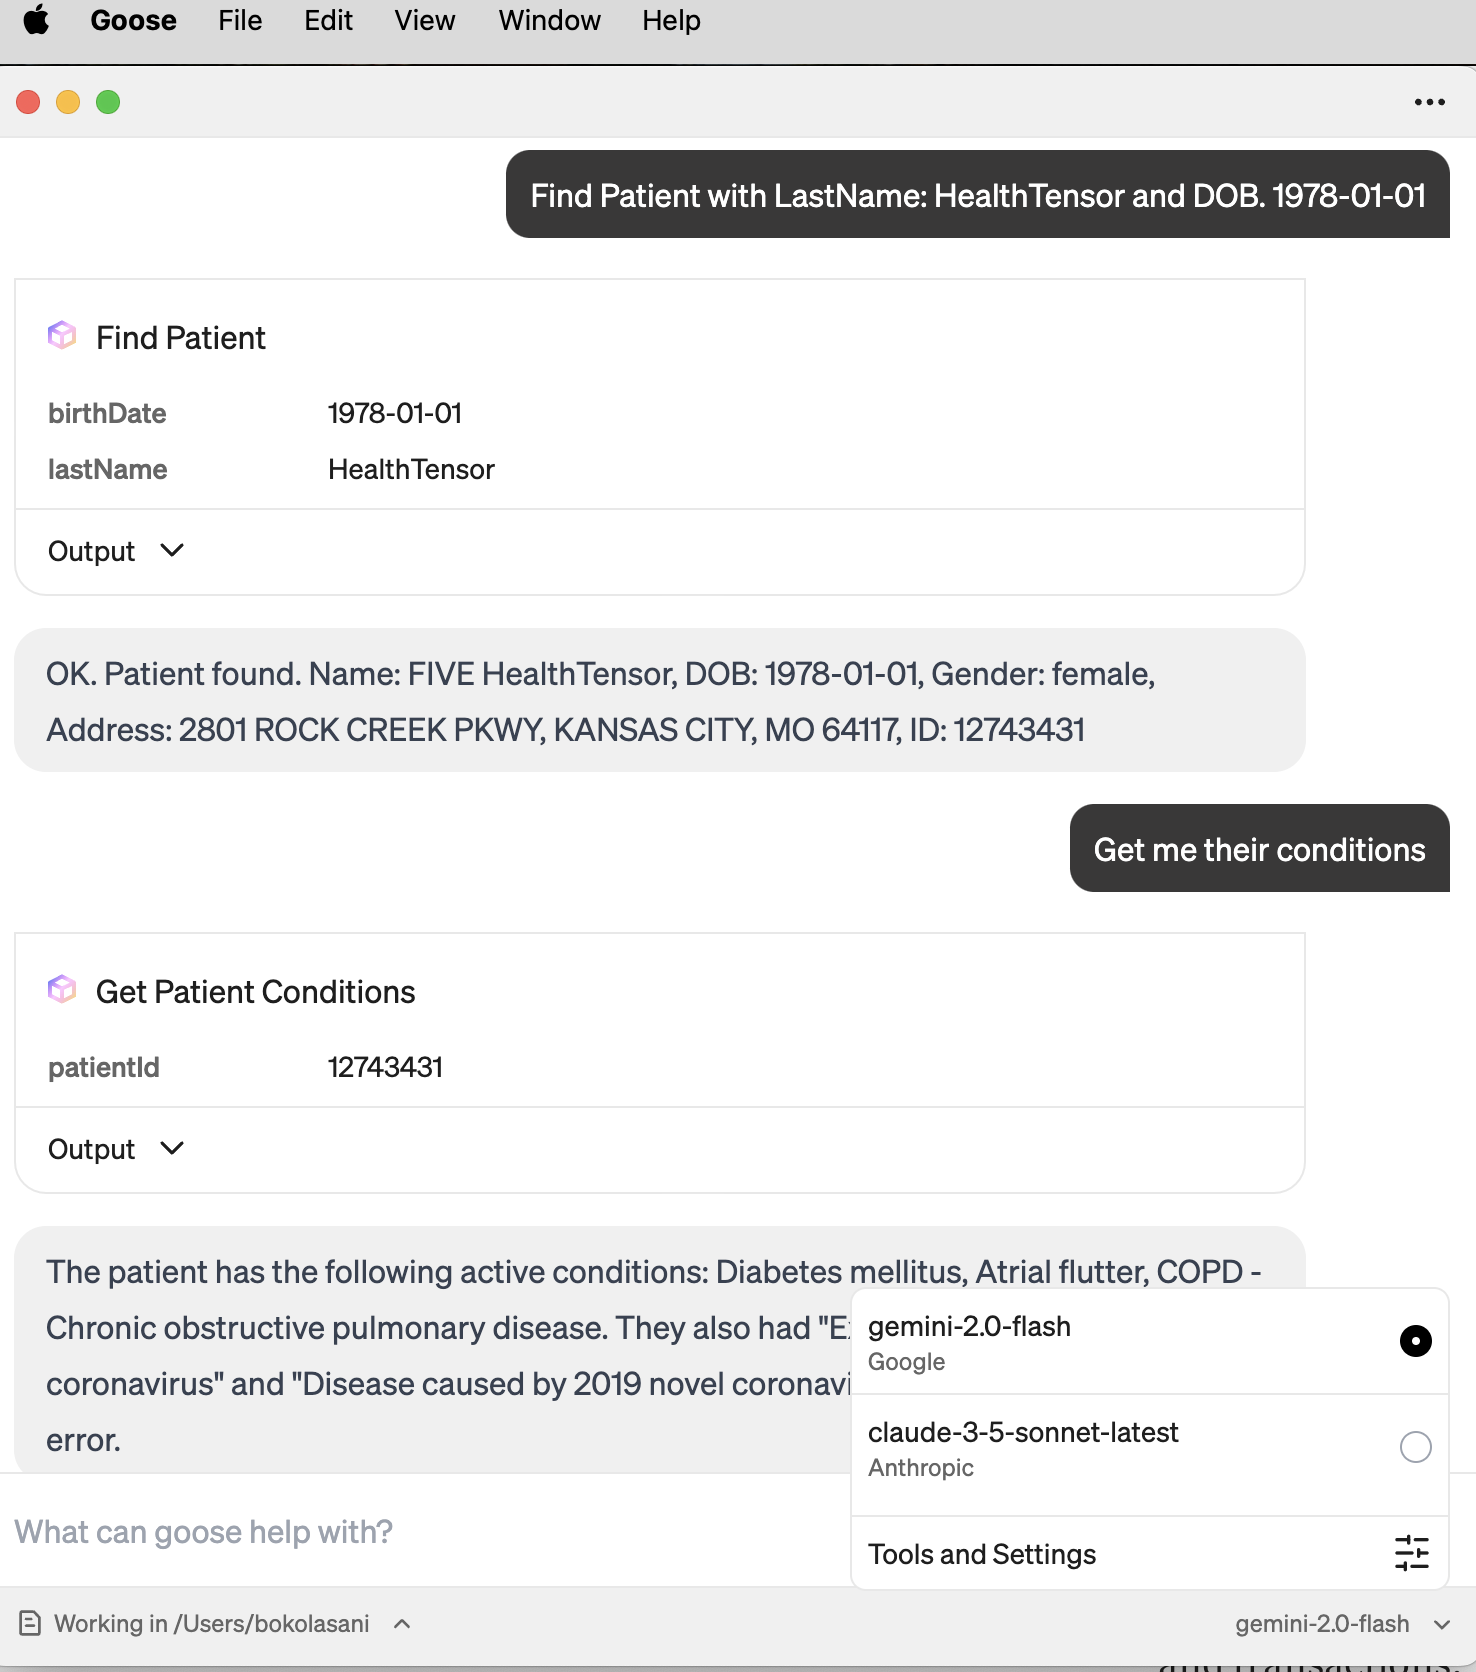 Goose File Edit View Window Help
Find Patient with LastName: HealthTensor and DOB. 1978-01-01
Find Patient
birthDate 1978-01-01
lastName HealthTensor
Output
OK. Patient found. Name: FIVE HealthTensor, DOB: 1978-01-01, Gender: female,
Address: 2801 ROCK CREEK PKWY, KANSAS CITY, MO 64117, ID: 12743431
Get me their conditions
Get Patient Conditions
patientId 12743431
Output
The patient has the following active conditions: Diabetes mellitus, Atrial flutter, COPD -
Chronic obstructive pulmonary disease. They also had
coronavirus" and "Disease caused by 2019 novel
error.
gemini-2.0-flash
Google
claude-3-5-sonnet-latest
Anthropic
Tools and Settings
What can goose help with?
Working in /Users/bokolasani
gemini-2.0-flash